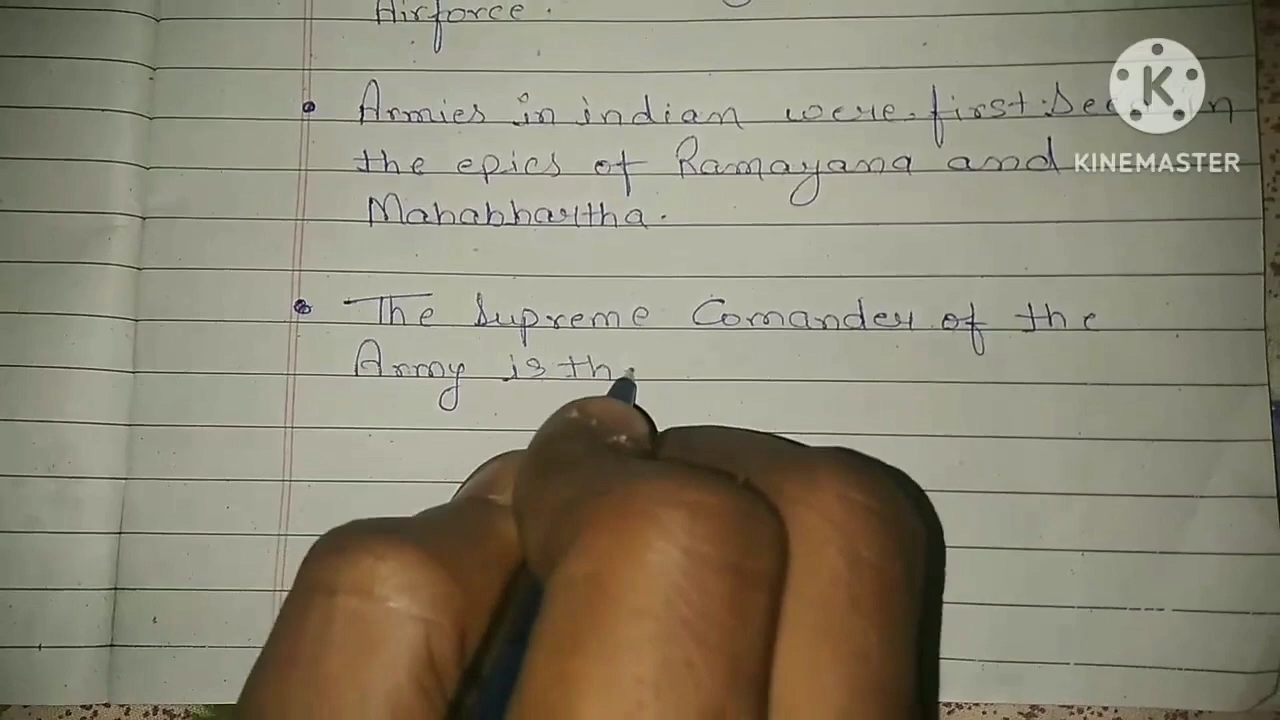 Airforce.
Armies in indian were first in
the epics of Ramayana and
Mahabhartha.
The Supreme Comander of the
Army is th
K
KINEMASTER